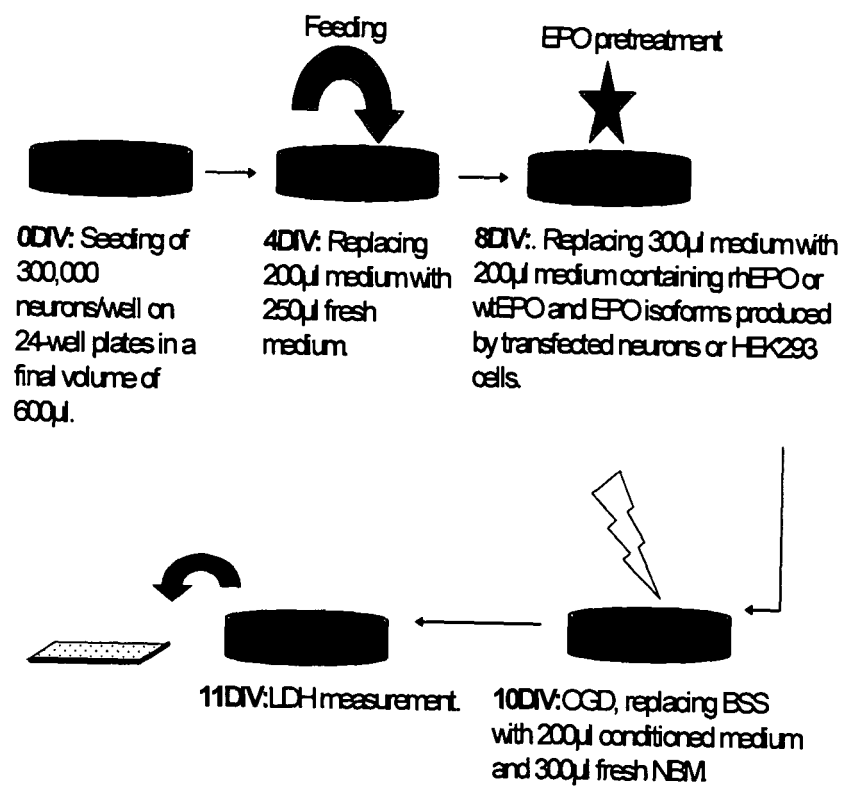 Feeding
EPO pretreatment
0DIV: Seeding of
300,000
neurons/well on
24-well plates in a
final volume of
600µl.
4DIV: Replacing
200µl medium with
250µl fresh
medium.
8DIV:. Replacing 300µl medium with
200µl medium containing rhEPO or
wtEPO and EPO isoforms produced
by transfected neurons or HEK293
cells.
11DIV: LDH measurement.
10DIV: OGD, replacing BSS
with 200µl conditioned medium
and 300µl fresh NBM.